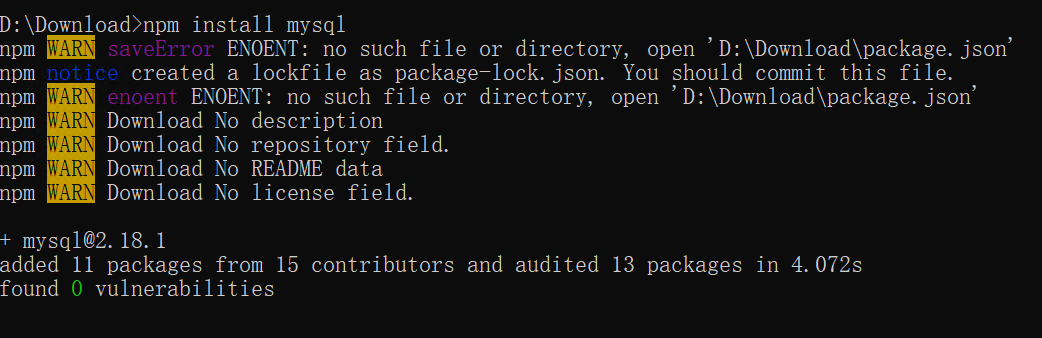 D:\Download>npm install mysql
npm WARN saveError ENOENT: no such file or directory, open 'D:\Download\package.json'
npm notice created a lockfile as package-lock.json. You should commit this file.
npm WARN enoent ENOENT: no such file or directory, open 'D:\Download\package.json'
npm WARN Download No description
npm WARN Download No repository field.
npm WARN Download No README data
npm WARN Download No license field.
+ mysql@2.18.1
added 11 packages from 15 contributors and audited 13 packages in 4.072s
found 0 vulnerabilities